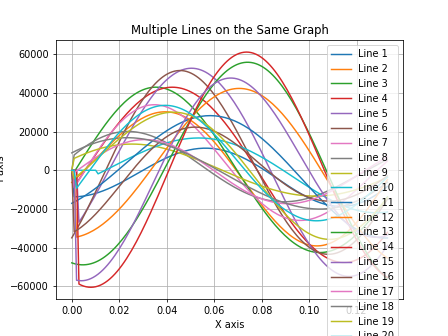 Multiple Lines on the Same Graph
60000
40000
20000
0
−20000
−40000
−60000
0.00
0.02
0.04
0.06
0.08
0.10
X axis
Line 1
Line 2
Line 3
Line 4
Line 5
Line 6
Line 7
Line 8
Line 9
Line 10
Line 11
Line 12
Line 13
Line 14
Line 15
Line 16
Line 17
Line 18
Line 19
Line 20